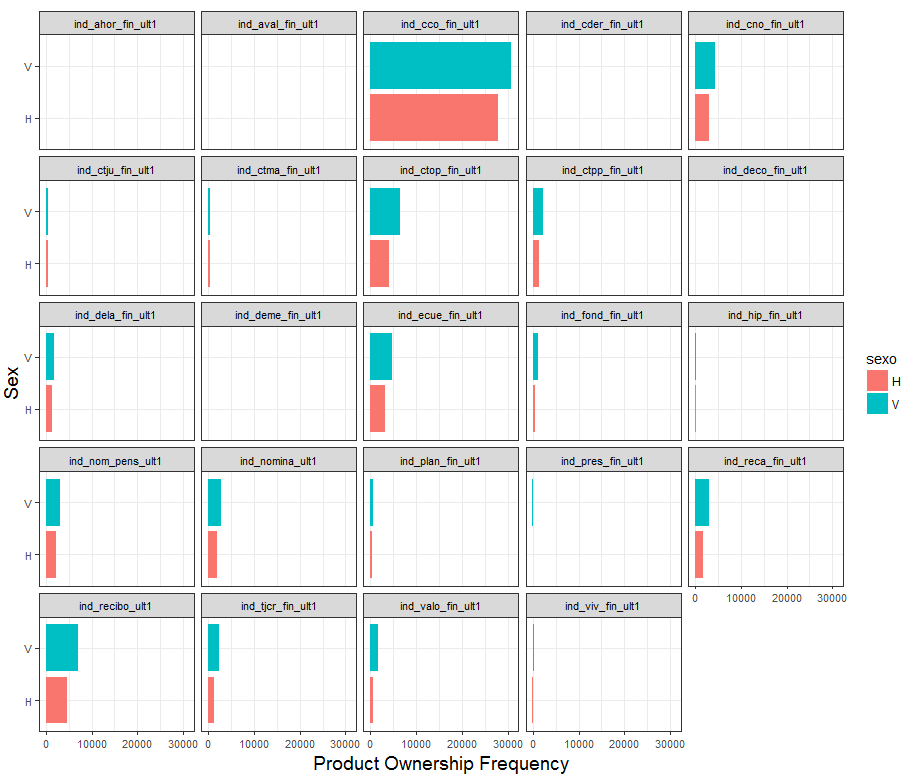 ind_ahor_fin_ult1 ind_aval_fin_ult1 ind_cco_fin_ult1 ind_cder_fin_ult1 ind_cno_fin_ult1
V
H
ind_ctju_fin_ult1 ind_ctma_fin_ult1 ind_ctop_fin_ult1 ind_ctpp_fin_ult1 ind_deco_fin_ult1
V
H
ind_dela_fin_ult1 ind_deme_fin_ult1 ind_ecue_fin_ult1 ind_fond_fin_ult1 ind_hip_fin_ult1
V
H
Sex
sexo
H
V
ind_nom_pens_ult1 ind_nomina_ult1 ind_plan_fin_ult1 ind_pres_fin_ult1 ind_reca_fin_ult1
V
H
0 10000 20000 30000
ind_recibo_ult1 ind_tjcr_fin_ult1 ind_valo_fin_ult1 ind_viv_fin_ult1
V
H
0 10000 20000 30000 0 10000 20000 30000 0 10000 20000 30000 0 10000 20000 30000
Product Ownership Frequency